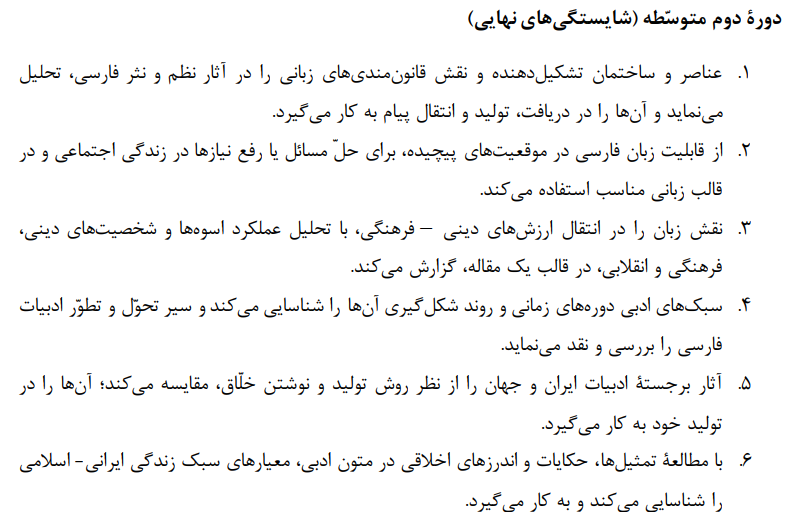 دورهٔ دوم متوسّطه (شایستگی‌های نهایی)
۱. عناصر و ساختمان تشکیل‌دهنده و نقش قانون‌مندی‌های زبانی را در آثار نظم و نثر فارسی، تحلیل
می‌نماید و آن‌ها را در دریافت، تولید و انتقال پیام به کار می‌گیرد.
۲. از قابلیت زبان فارسی در موقعیت‌های پیچیده، برای حلّ مسائل یا رفع نیازها در زندگی اجتماعی و در
قالب زبانی مناسب استفاده می‌کند.
۳. نقش زبان را در انتقال ارزش‌های دینی – فرهنگی، با تحلیل عملکرد اسوه‌ها و شخصیت‌های دینی،
فرهنگی و انقلابی، در قالب یک مقاله، گزارش می‌کند.
۴. سبک‌های ادبی دوره‌های زمانی و روند شکل‌گیری آن‌ها را شناسایی می‌کند و سیر تحوّل و تطوّر ادبیات
فارسی را بررسی و نقد می‌نماید.
۵. آثار برجستهٔ ادبیات ایران و جهان را از نظر روش تولید و نوشتن خلّاق، مقایسه می‌کند؛ آن‌ها را در
تولید خود به کار می‌گیرد.
۶. با مطالعهٔ تمثیل‌ها، حکایات و اندرزهای اخلاقی در متون ادبی، معیارهای سبک زندگی ایرانی- اسلامی
را شناسایی می‌کند و به کار می‌گیرد.